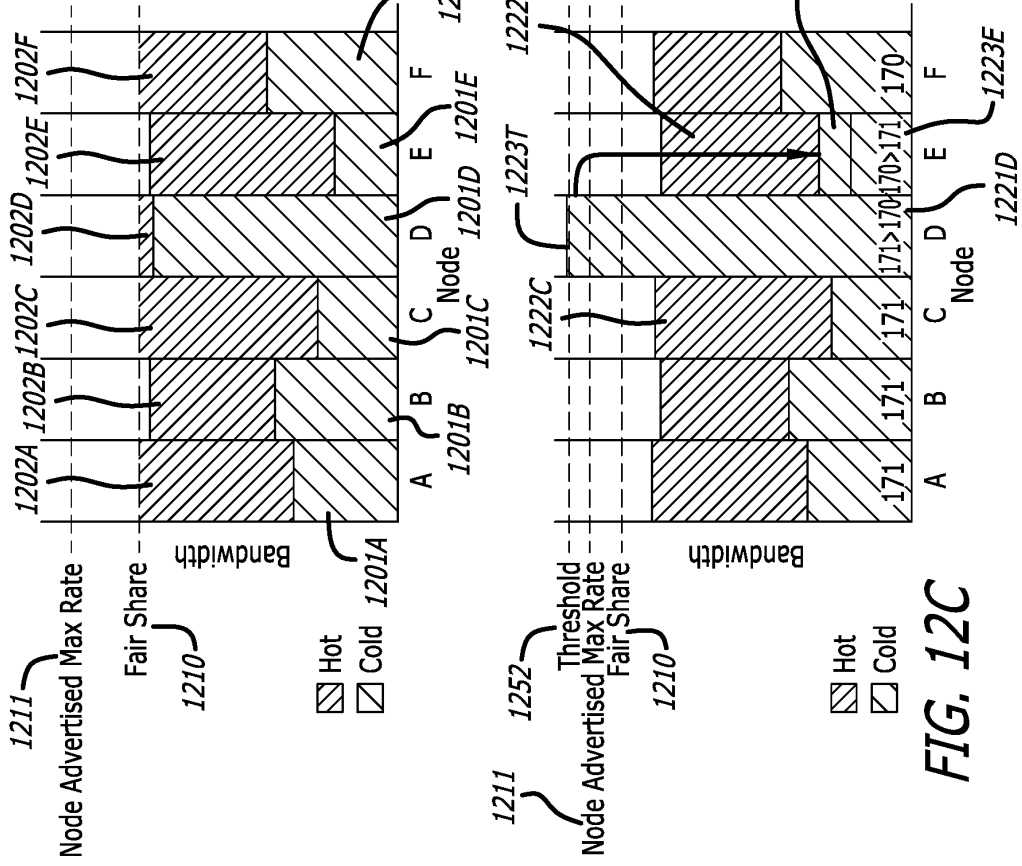 1211
Node Advertised Max Rate
Fair Share
1210
Hot
Cold
Bandwidth
1202A
1202B
1202C
1202D
1202E
1202F
1201A
A
B
C
D
E
F
Node
1201B
1201C
1201D
1201E
1211
1252
Threshold
Node Advertised Max Rate
Fair Share
1210
Hot
Cold
Bandwidth
1222C
1223T
1222
171
171
171
171>170
170>171
170
A
B
C
D
E
F
Node
1221D
1223E
FIG. 12C